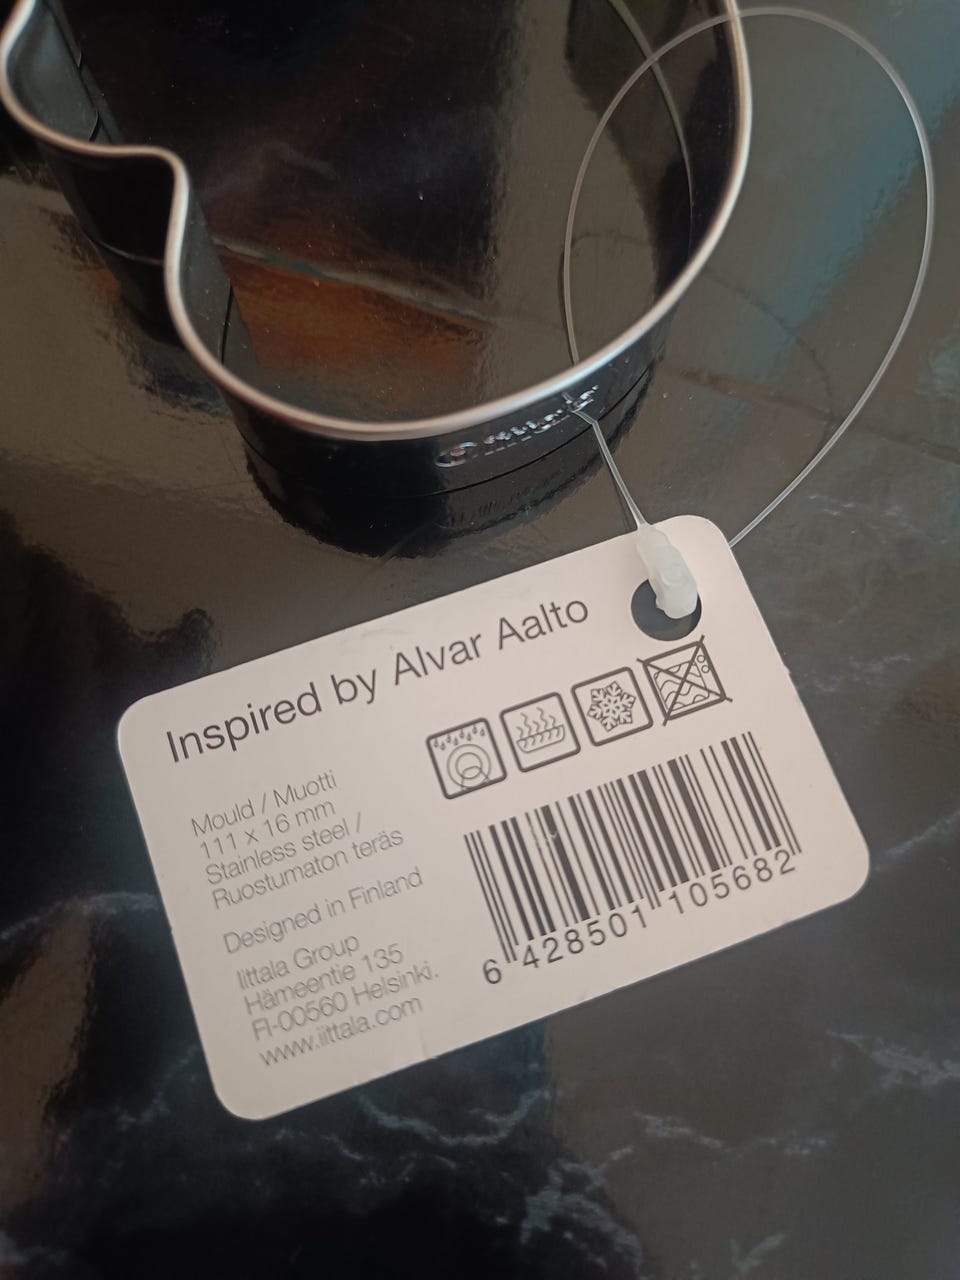 iittala
Inspired by Alvar Aalto
Mould / Muotti
111 x 16 mm
Stainless steel /
Ruostumaton teräs
Designed in Finland
Iittala Group
Hämeentie 135
FI-00560 Helsinki.
www.iittala.com
6 428501 105682